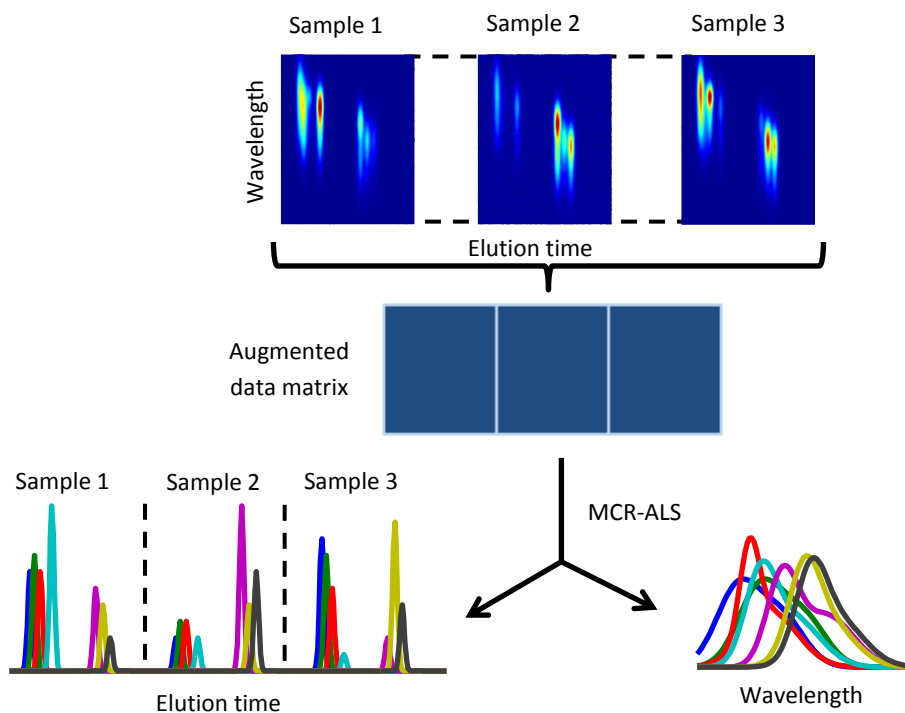 Sample 1
Sample 2
Sample 3
Wavelength
Elution time
Augmented
data matrix
Sample 1
Sample 2
Sample 3
MCR-ALS
Elution time
Wavelength